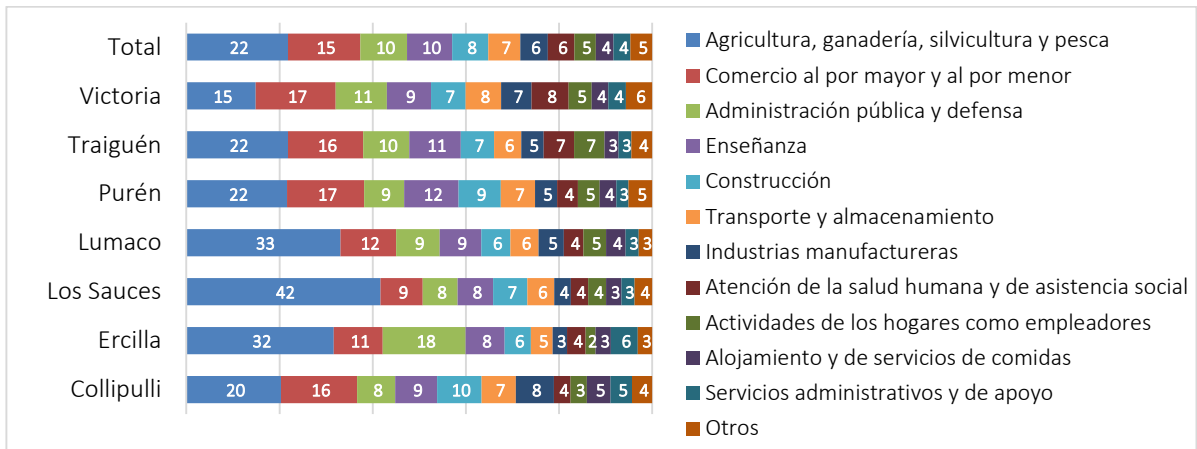 Total 22 15 10 10 8 7 6 6 5 4 4 5
Victoria 15 17 11 9 7 8 7 8 5 4 4 6
Traiguén 22 16 10 11 7 6 5 7 7 3 3 4
Purén 22 17 9 12 9 7 5 4 5 4 3 5
Lumaco 33 12 9 9 6 6 5 4 5 4 3 3
Los Sauces 42 9 8 8 7 6 4 4 4 3 3 4
Ercilla 32 11 18 8 6 5 3 4 2 3 6 3
Collipulli 20 16 8 9 10 7 8 4 3 5 5 4
Agricultura, ganadería, silvicultura y pesca
Comercio al por mayor y al por menor
Administración pública y defensa
Enseñanza
Construcción
Transporte y almacenamiento
Industrias manufactureras
Atención de la salud humana y de asistencia social
Actividades de los hogares como empleadores
Alojamiento y de servicios de comidas
Servicios administrativos y de apoyo
Otros